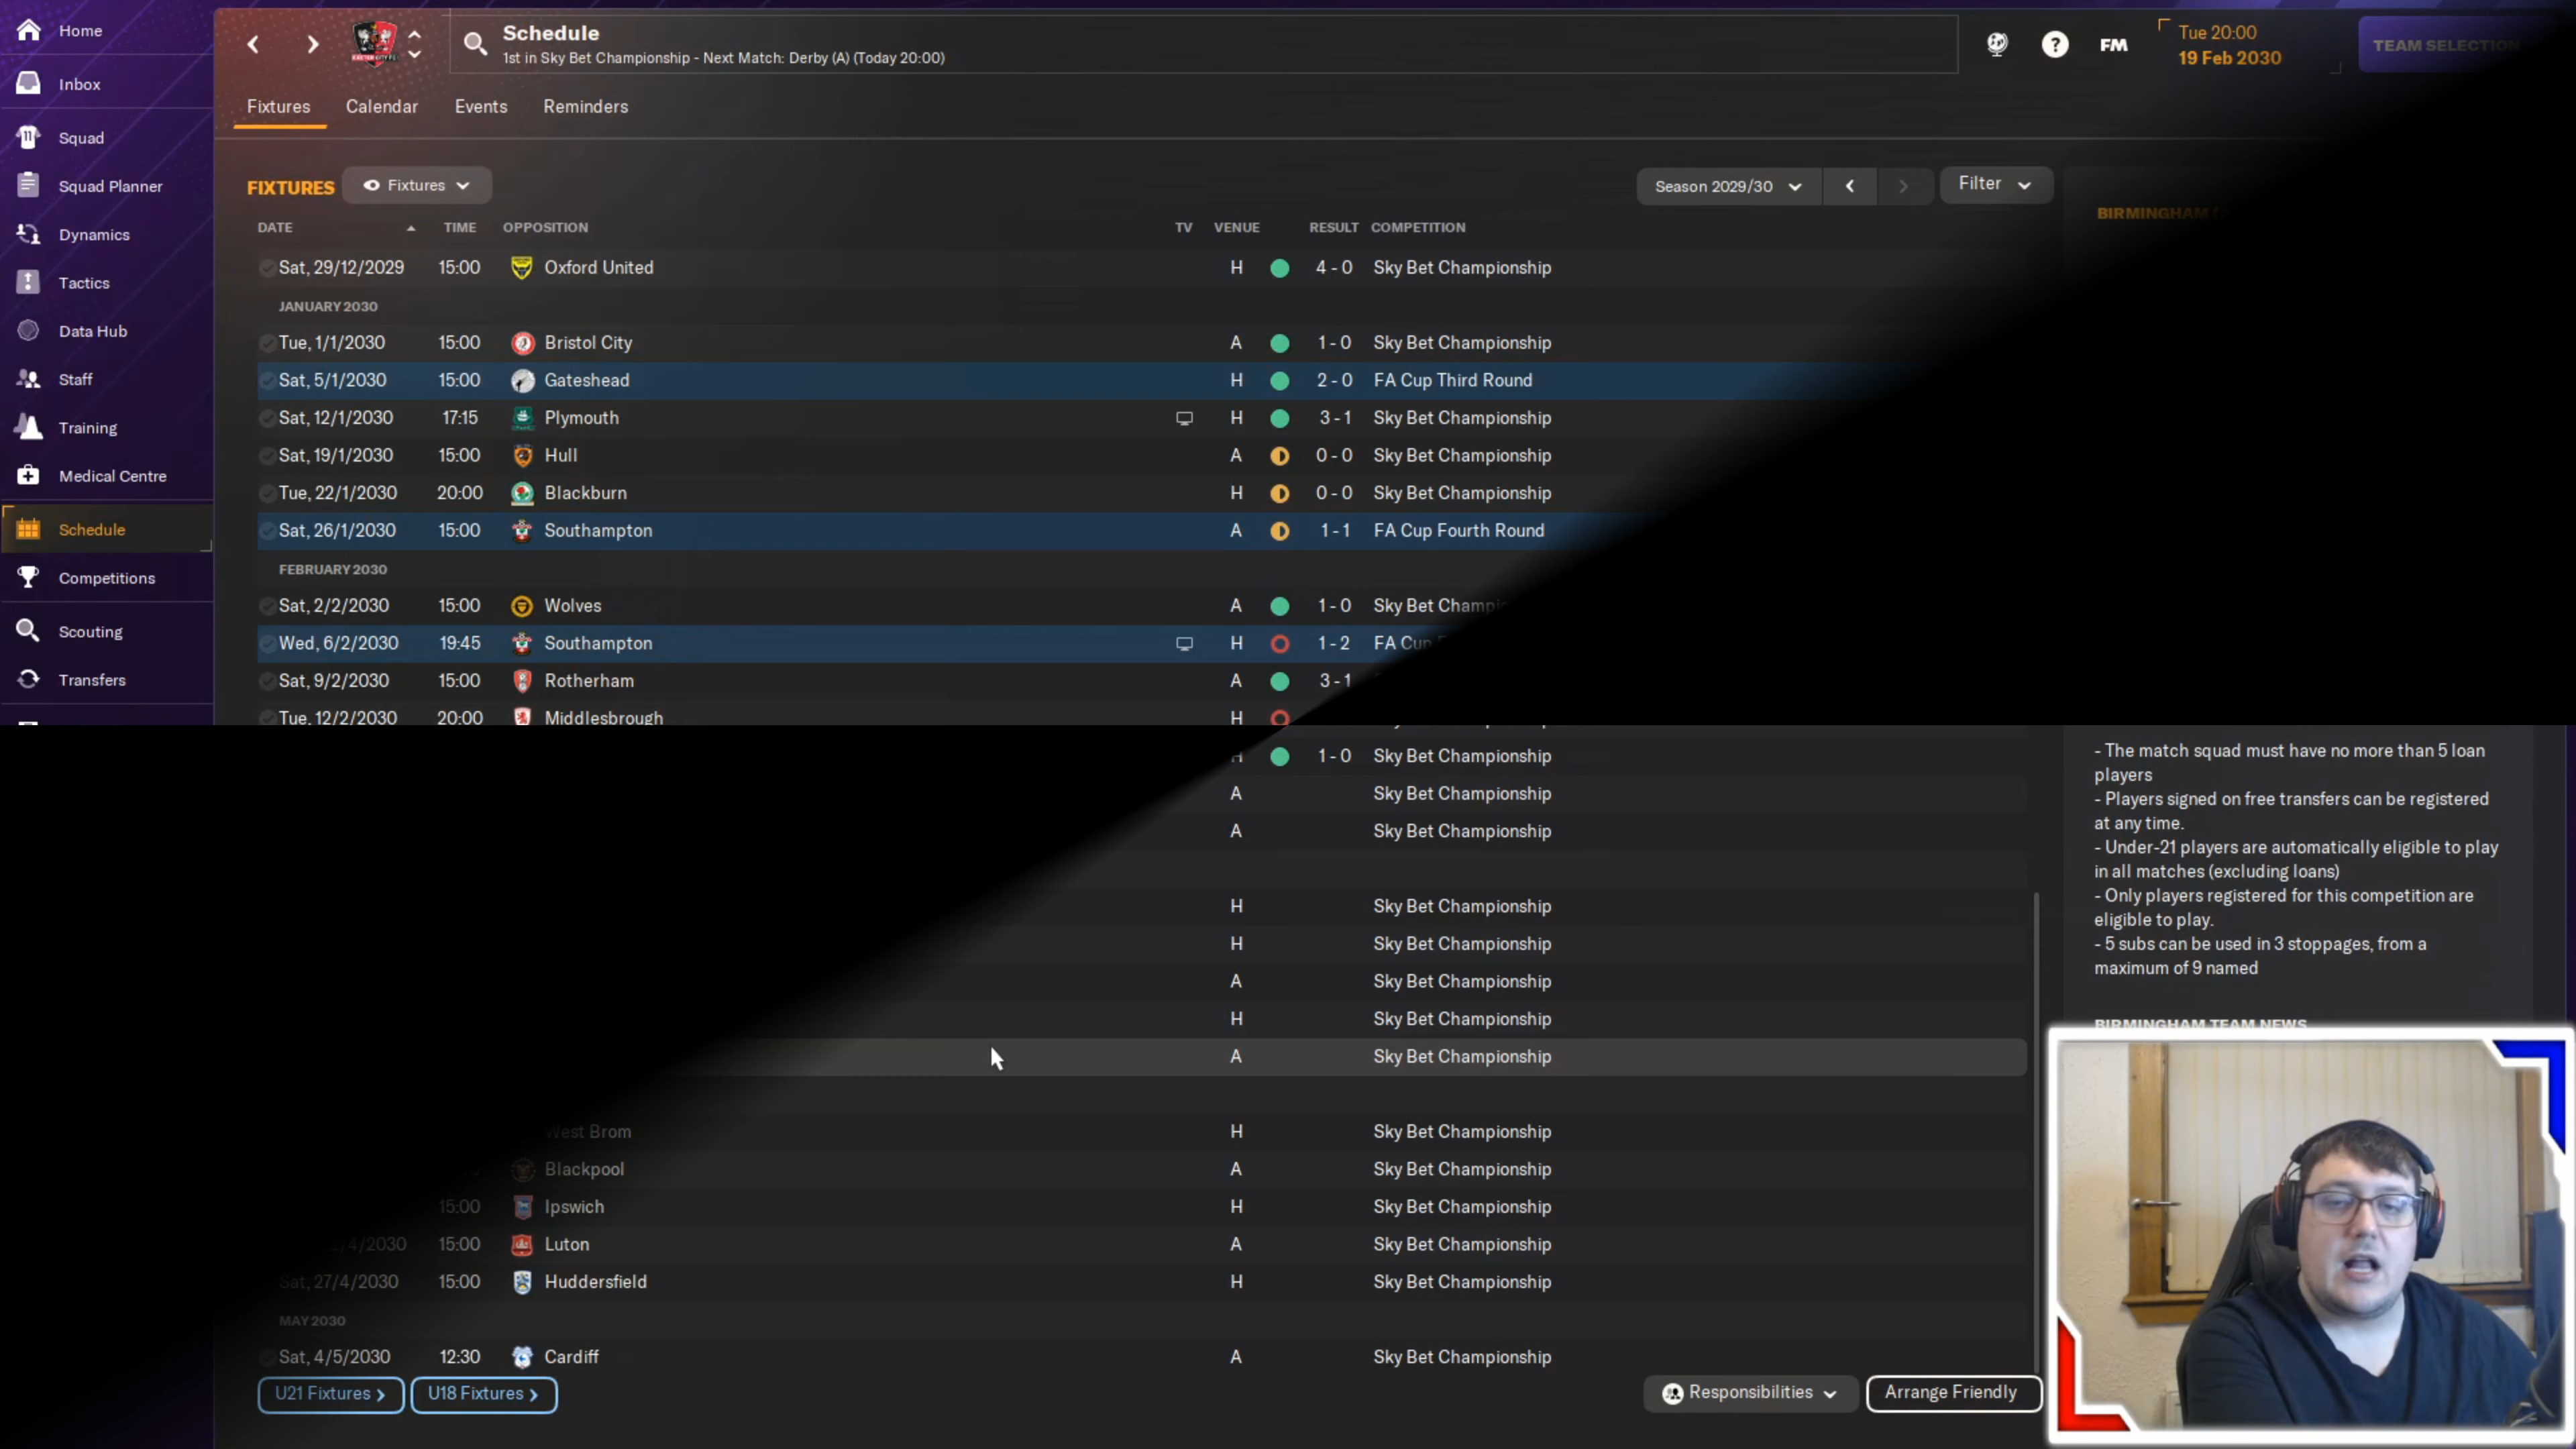 Home
Inbox
Squad
Squad Planner
Dynamics
Tactics
Data Hub
Staff
Training
Medical Centre
Schedule
Competitions
Scouting
Transfers
Schedule
1st in Sky Bet Championship - Next Match: Derby (A) (Today 20:00)
FM
Tue 20:00
19 Feb 2030
TEAM SELECTION
Fixtures Calendar Events Reminders
FIXTURES Fixtures Season 2029/30 Filter
BIRMINGHAM
DATE TIME OPPOSITION TV VENUE RESULT COMPETITION
Sat, 29/12/2029 15:00 Oxford United H 4 - 0 Sky Bet Championship
JANUARY 2030
Tue, 1/1/2030 15:00 Bristol City A 1 - 0 Sky Bet Championship
Sat, 5/1/2030 15:00 Gateshead H 2 - 0 FA Cup Third Round
Sat, 12/1/2030 17:15 Plymouth H 3 - 1 Sky Bet Championship
Sat, 19/1/2030 15:00 Hull A 0 - 0 Sky Bet Championship
Tue, 22/1/2030 20:00 Blackburn H 0 - 0 Sky Bet Championship
Sat, 26/1/2030 15:00 Southampton A 1 - 1 FA Cup Fourth Round
FEBRUARY 2030
Sat, 2/2/2030 15:00 Wolves A 1 - 0 Sky Bet
Wed, 6/2/2030 19:45 Southampton H 1 - 2 FA Cup
Sat, 9/2/2030 15:00 Rotherham A 3 - 1
Tue, 12/2/2030 20:00 Middlesbrough H
H 1 - 0 Sky Bet Championship
A Sky Bet Championship
A Sky Bet Championship
H Sky Bet Championship
H Sky Bet Championship
A Sky Bet Championship
H Sky Bet Championship
A Sky Bet Championship
West Brom H Sky Bet Championship
Blackpool A Sky Bet Championship
15:00 Ipswich H Sky Bet Championship
/4/2030 15:00 Luton A Sky Bet Championship
Sat, 27/4/2030 15:00 Huddersfield H Sky Bet Championship
MAY 2030
Sat, 4/5/2030 12:30 Cardiff A Sky Bet Championship
U21 Fixtures U18 Fixtures Responsibilities Arrange Friendly
- The match squad must have no more than 5 loan
players
- Players signed on free transfers can be registered
at any time.
- Under-21 players are automatically eligible to play
in all matches (excluding loans)
- Only players registered for this competition are
eligible to play.
- 5 subs can be used in 3 stoppages, from a
maximum of 9 named
BIRMINGHAM TEAM NEWS